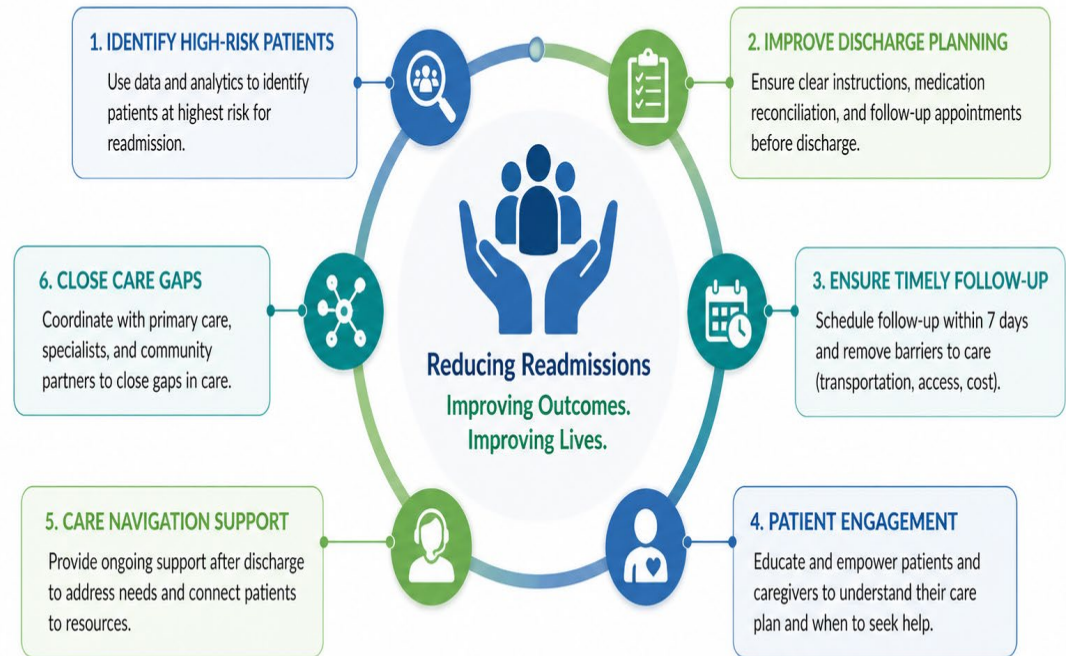 1. IDENTIFY HIGH-RISK PATIENTS
Use data and analytics to identify
patients at highest risk for
readmission.
2. IMPROVE DISCHARGE PLANNING
Ensure clear instructions, medication
reconciliation, and follow-up appointments
before discharge.
3. ENSURE TIMELY FOLLOW-UP
Schedule follow-up within 7 days
and remove barriers to care
(transportation, access, cost).
4. PATIENT ENGAGEMENT
Educate and empower patients and
caregivers to understand their care
plan and when to seek help.
5. CARE NAVIGATION SUPPORT
Provide ongoing support after discharge
to address needs and connect patients
to resources.
6. CLOSE CARE GAPS
Coordinate with primary care,
specialists, and community
partners to close gaps in care.
Reducing Readmissions
Improving Outcomes.
Improving Lives.